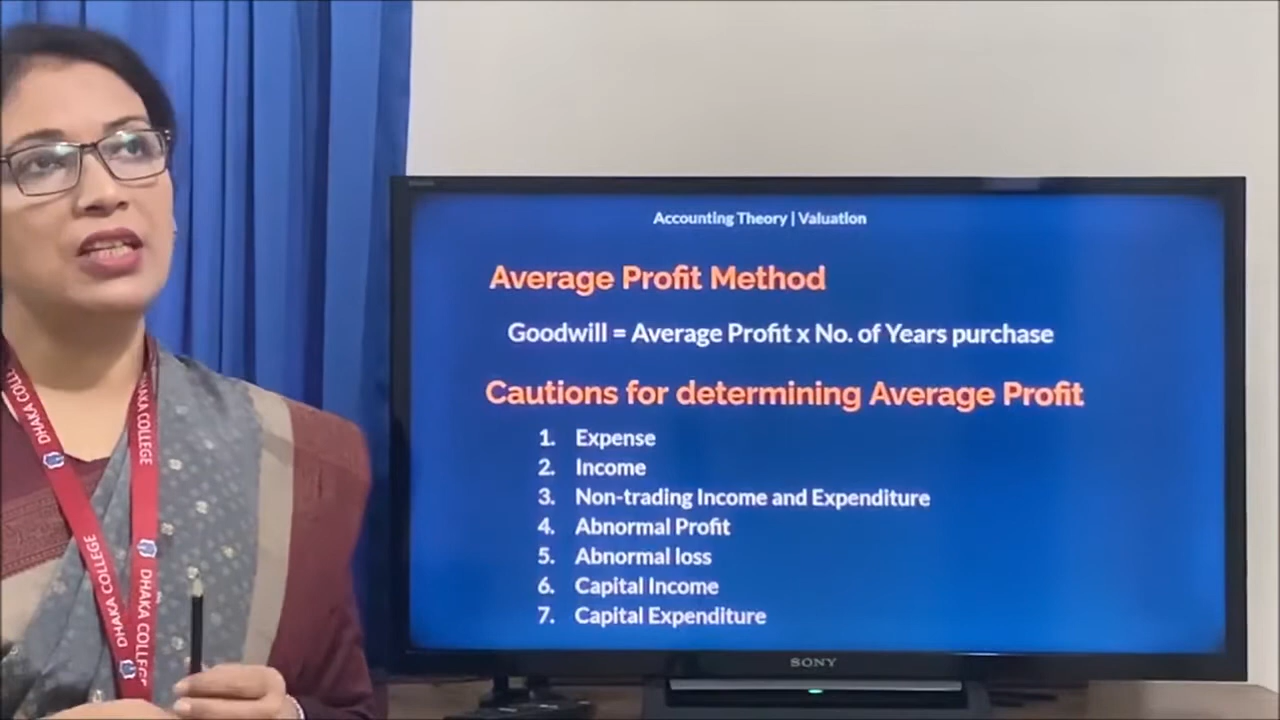 Accounting Theory | Valuation
Average Profit Method
Goodwill = Average Profit x No. of Years purchase
Cautions for determining Average Profit
1. Expense
2. Income
3. Non-trading Income and Expenditure
4. Abnormal Profit
5. Abnormal loss
6. Capital Income
7. Capital Expenditure
SONY
DHAKA COLLEGE
DHAKA COLLEGE
DHAKA COLLEGE